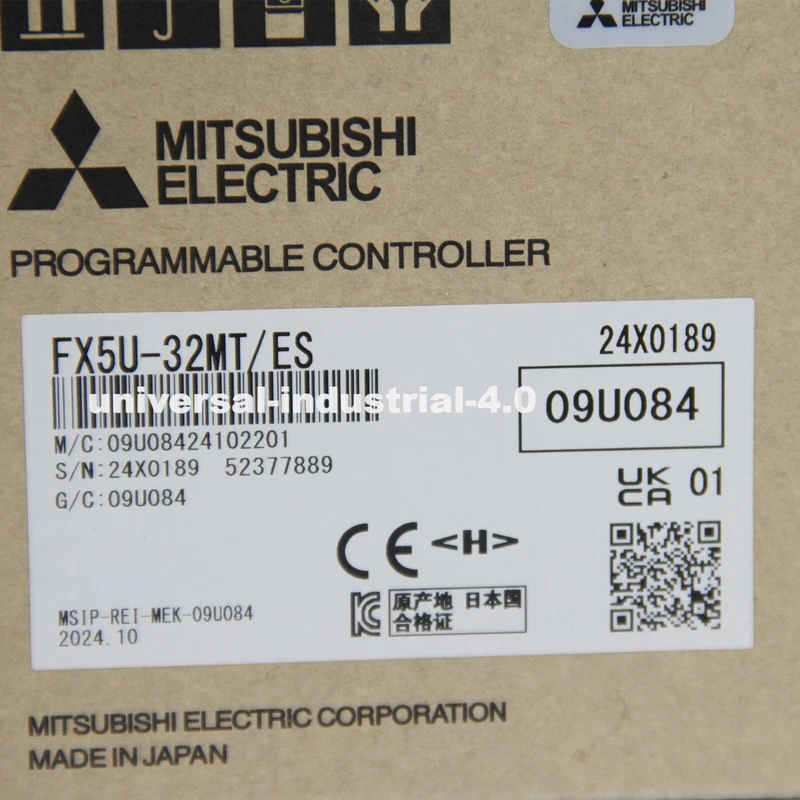 MITSUBISHI
ELECTRIC
MITSUBISHI
ELECTRIC
PROGRAMMABLE CONTROLLER
FX5U-32MT/ES
24X0189
universal-industrial-4.0
09U084
M/C:09U08424102201
S/N:24X0189 52377889
G/C:09U084
UK
CA 01
CE <H>
MSIP-REI-MEK-09U084
2024.10
原产地 日本国
合格证
MITSUBISHI ELECTRIC CORPORATION
MADE IN JAPAN